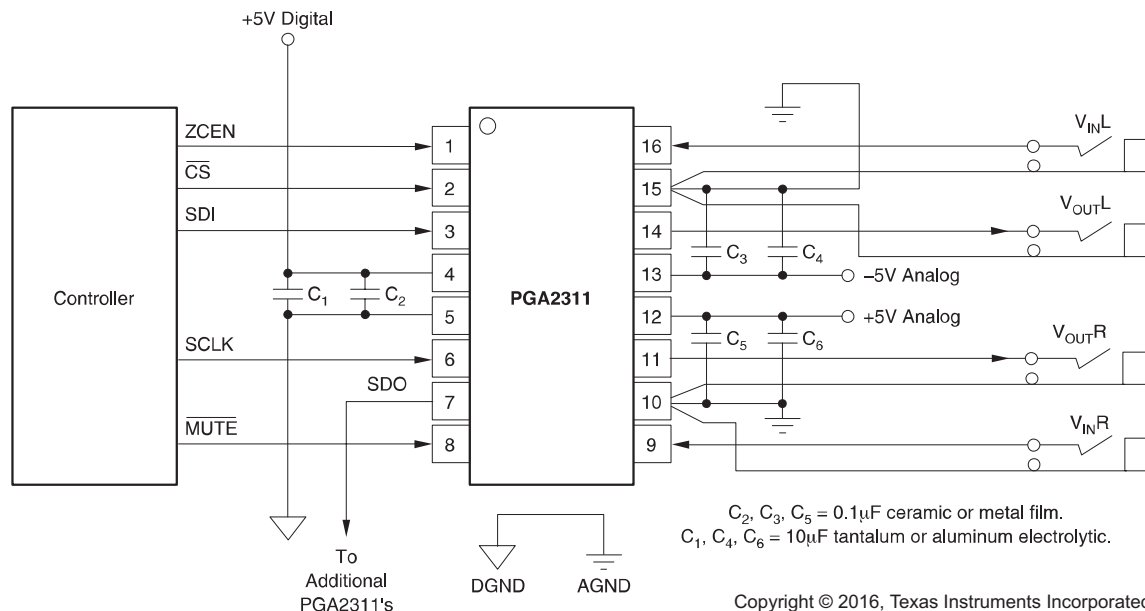 +5V Digital
Controller
ZCEN
CS
SDI
SCLK
SDO
MUTE
1
2
3
4
5
6
7
8
C1
C2
PGA2311
16
15
14
13
12
11
10
9
C3
C4
C5
C6
–5V Analog
+5V Analog
VINL
VOUTL
VOUTR
VINR
To
Additional
PGA2311's
DGND
AGND
C2, C3, C5 = 0.1μF ceramic or metal film.
C1, C4, C6 = 10μF tantalum or aluminum electrolytic.
Copyright © 2016, Texas Instruments Incorporated